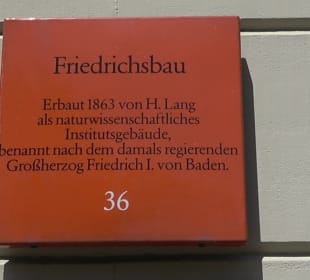 Friedrichsbau
Erbaut 1863 von H. Lang
als naturwissenschaftliches
Institutsgebäude,
benannt nach dem damals regierenden
Großherzog Friedrich I. von Baden.
36